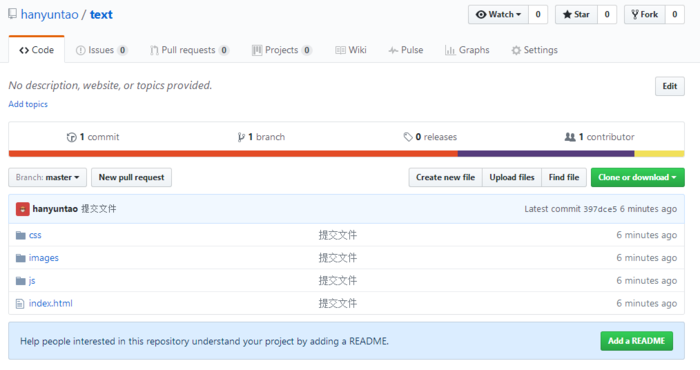 hanyuntao / text Watch 0 Star 0 Fork 0
Code Issues 0 Pull requests 0 Projects 0 Wiki Pulse Graphs Settings
No description, website, or topics provided. Edit
Add topics
1 commit 1 branch 0 releases 1 contributor
Branch: master New pull request Create new file Upload files Find file Clone or download
hanyuntao 提交文件 Latest commit 397dce5 6 minutes ago
css 提交文件 6 minutes ago
images 提交文件 6 minutes ago
js 提交文件 6 minutes ago
index.html 提交文件 6 minutes ago
Help people interested in this repository understand your project by adding a README. Add a README